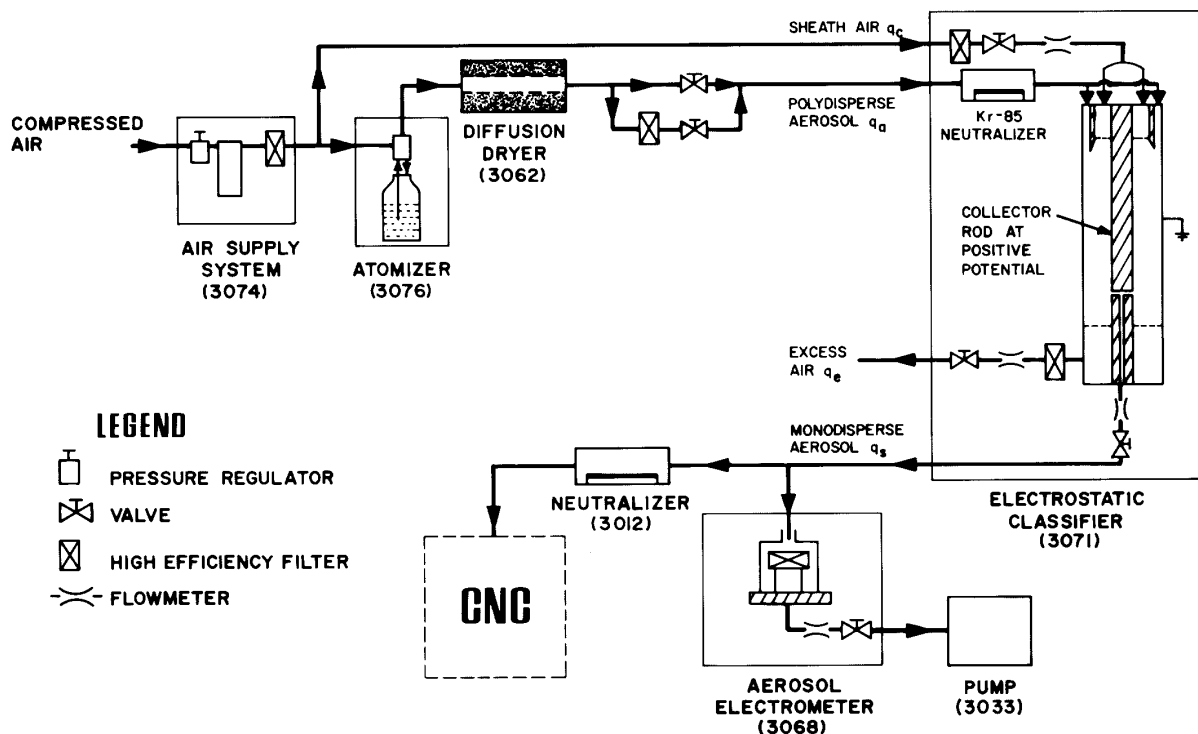 SHEATH AIR qc
COMPRESSED
AIR
AIR SUPPLY
SYSTEM
(3074)
ATOMIZER
(3076)
DIFFUSION
DRYER
(3062)
POLYDISPERSE
AEROSOL qa
Kr-85
NEUTRALIZER
COLLECTOR
ROD AT
POSITIVE
POTENTIAL
EXCESS
AIR qe
MONODISPERSE
AEROSOL qs
ELECTROSTATIC
CLASSIFIER
(3071)
NEUTRALIZER
(3012)
CNC
AEROSOL
ELECTROMETER
(3068)
PUMP
(3033)
LEGEND
PRESSURE REGULATOR
VALVE
HIGH EFFICIENCY FILTER
FLOWMETER